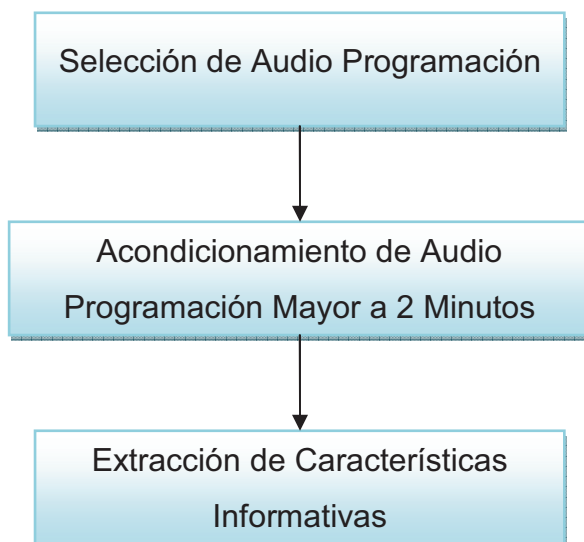 Selección de Audio Programación
Acondicionamiento de Audio
Programación Mayor a 2 Minutos
Extracción de Características
Informativas